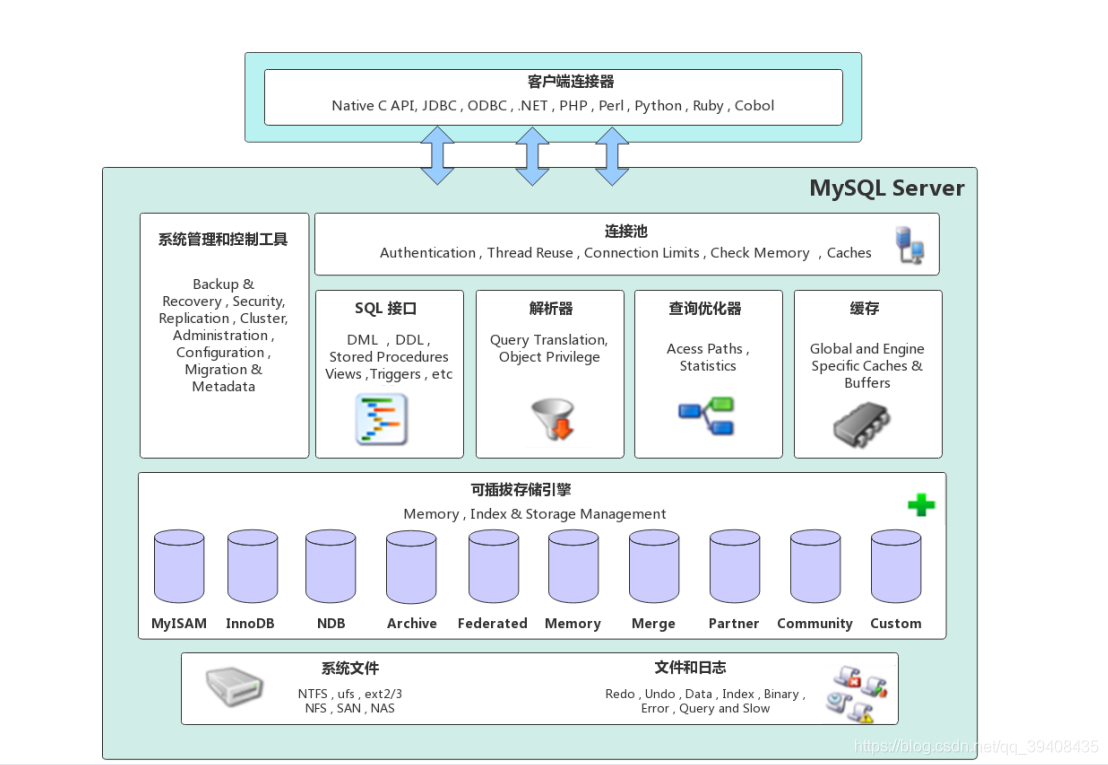 客户端连接器
Native C API, JDBC , ODBC , .NET , PHP , Perl , Python , Ruby , Cobol
MySQL Server
系统管理和控制工具
Backup &
Recovery , Security,
Replication , Cluster,
Administration ,
Configuration ,
Migration &
Metadata
连接池
Authentication , Thread Reuse , Connection Limits , Check Memory , Caches
SQL 接口
DML , DDL ,
Stored Procedures
Views ,Triggers , etc
解析器
Query Translation,
Object Privilege
查询优化器
Acess Paths ,
Statistics
缓存
Global and Engine
Specific Caches &
Buffers
可插拔存储引擎
Memory , Index & Storage Management
MyISAM InnoDB NDB Archive Federated Memory Merge Partner Community Custom
系统文件
NTFS , ufs , ext2/3
NFS , SAN , NAS
文件和日志
Redo , Undo , Data , Index , Binary ,
Error , Query and Slow
https://blog.csdn.net/qq_39408435